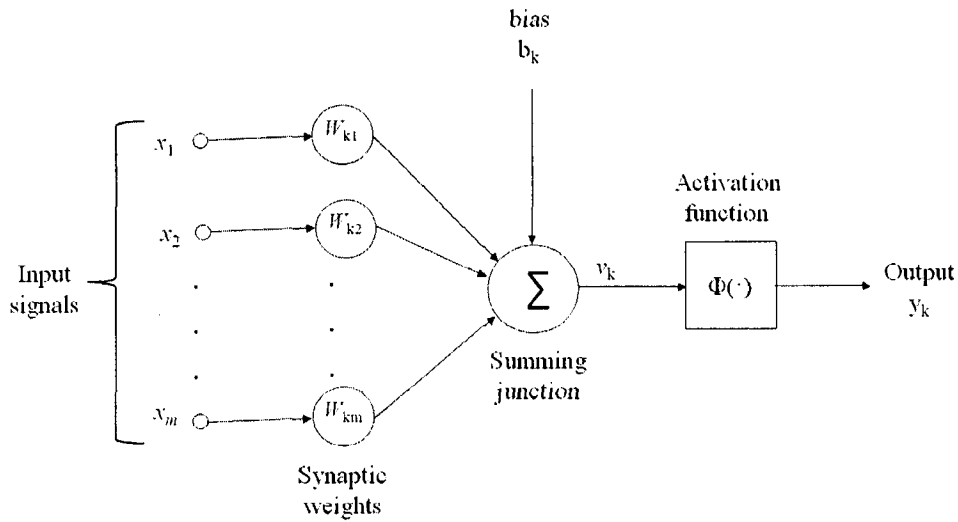 bias
b_k
x_1
W_k1
Activation
function
x_2
W_k2
Input
signals
Σ
v_k
Φ(·)
Output
y_k
Summing
junction
x_m
W_km
Synaptic
weights